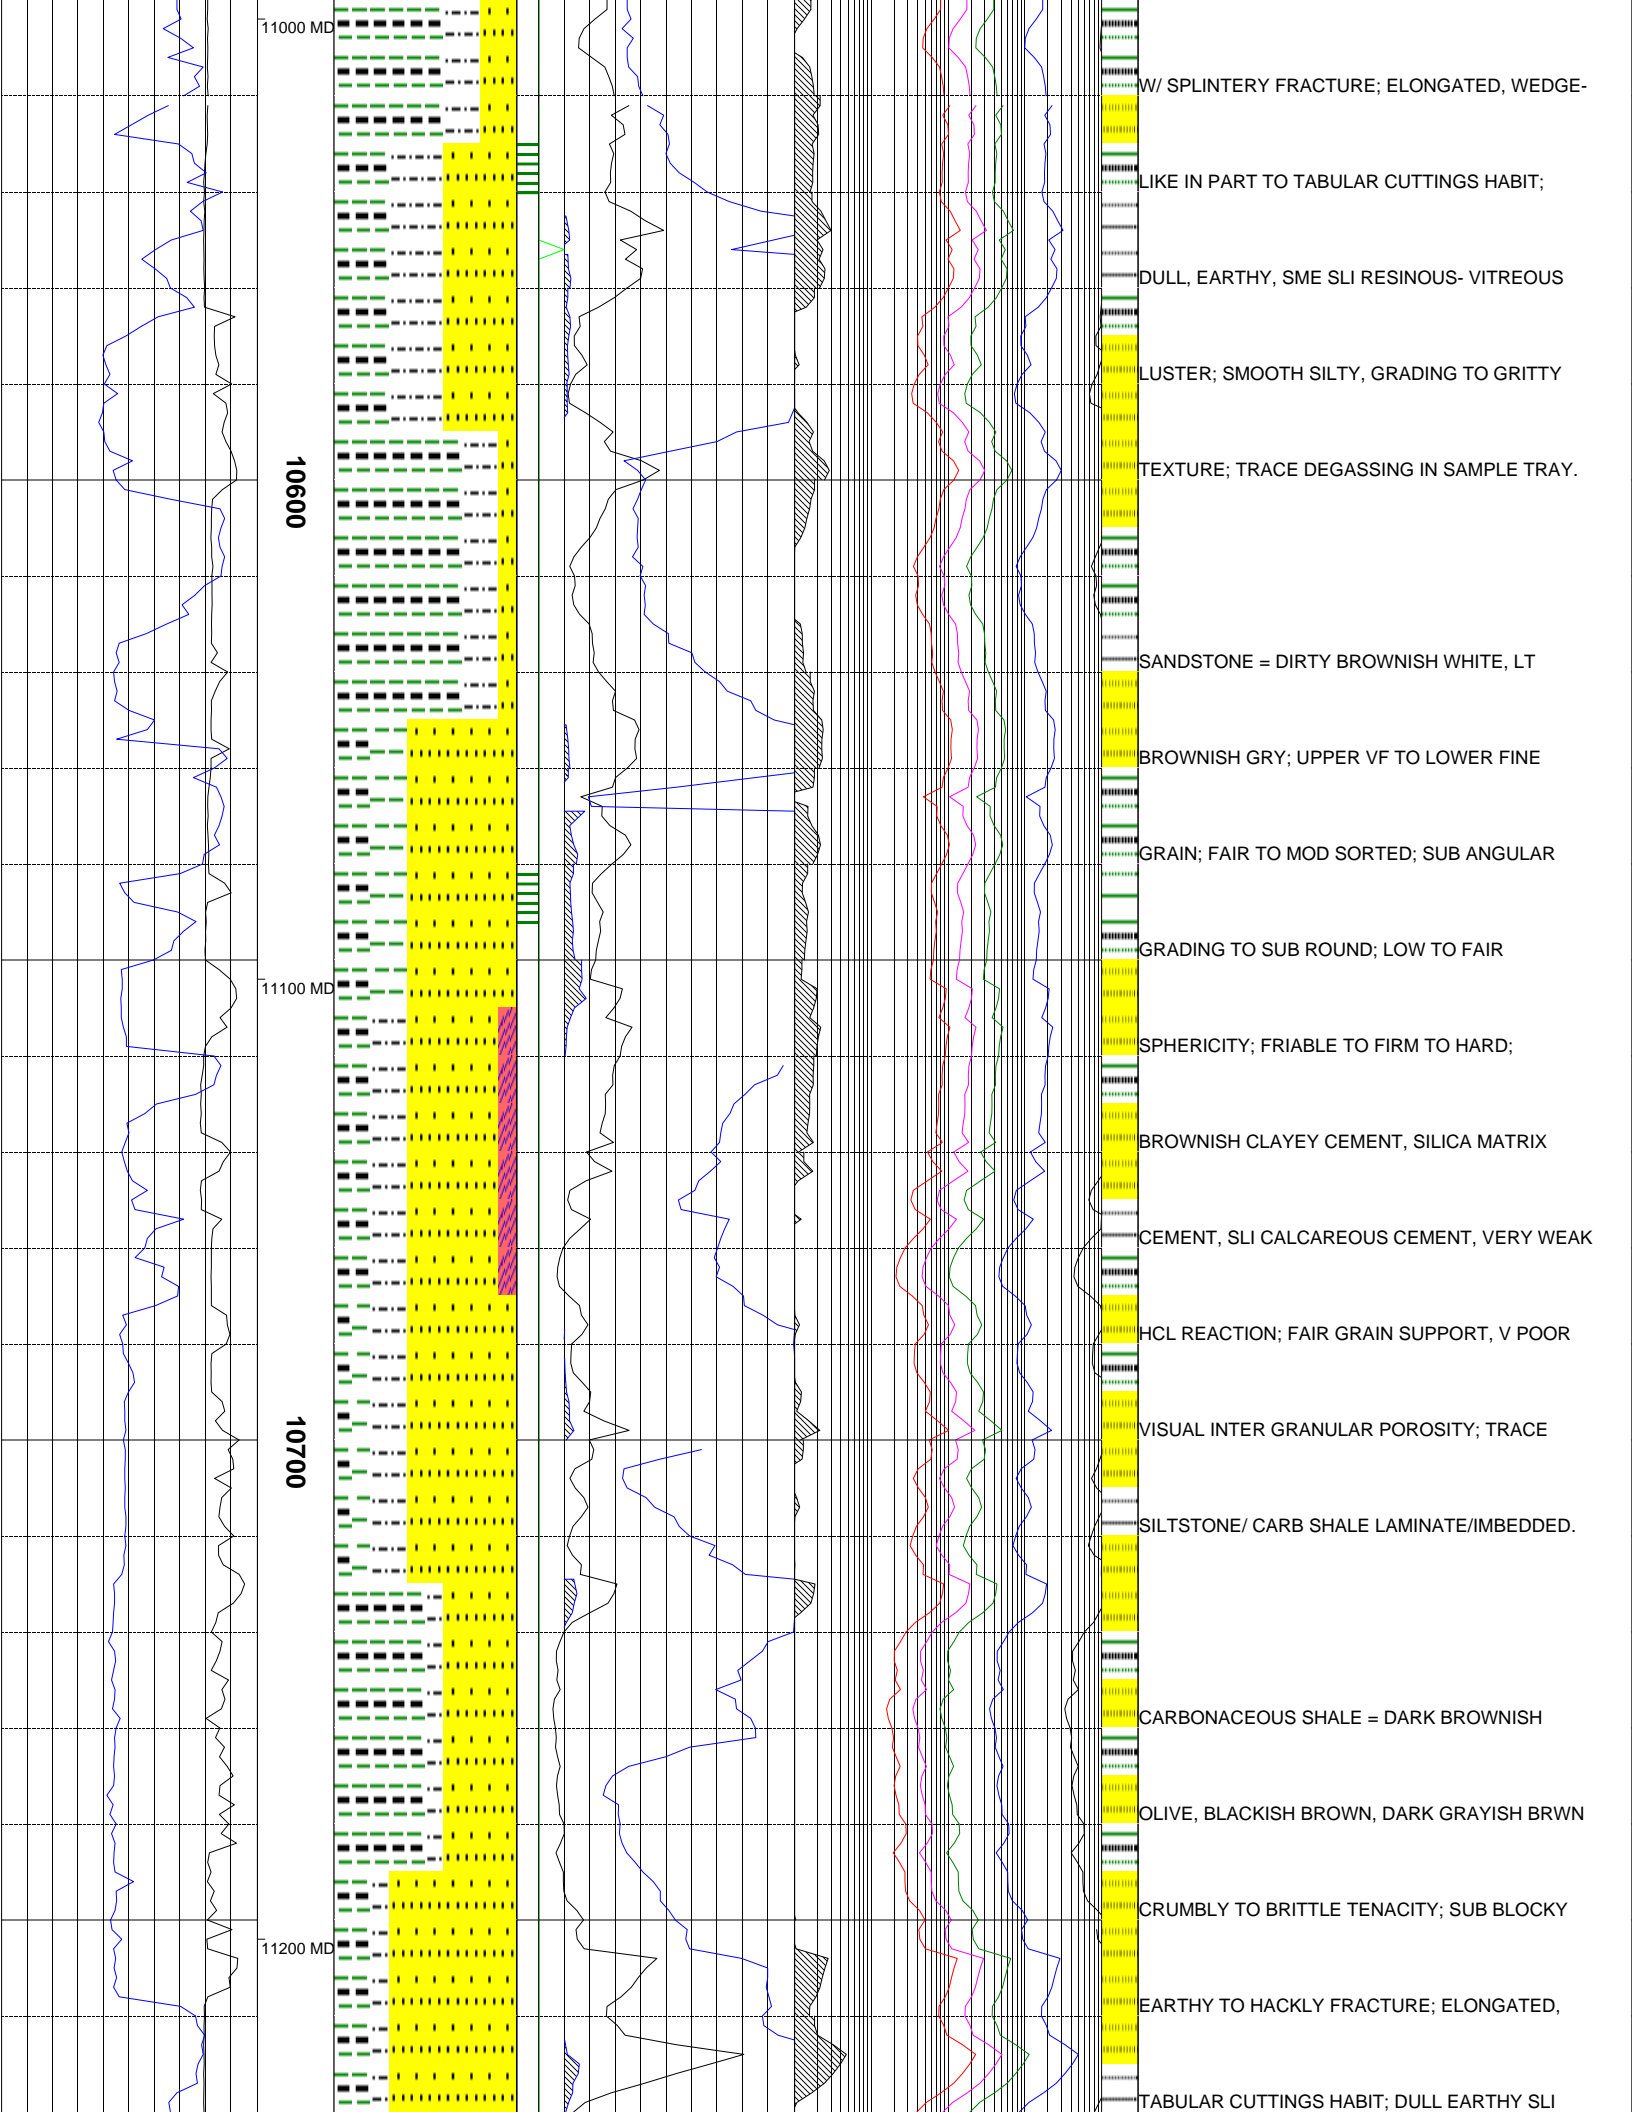 11000 MD
W/ SPLINTERY FRACTURE; ELONGATED, WEDGE-
LIKE IN PART TO TABULAR CUTTINGS HABIT;
DULL, EARTHY, SME SLI RESINOUS- VITREOUS
LUSTER; SMOOTH SILTY, GRADING TO GRITTY
10600
TEXTURE; TRACE DEGASSING IN SAMPLE TRAY.
SANDSTONE = DIRTY BROWNISH WHITE, LT
BROWNISH GRY; UPPER VF TO LOWER FINE
GRAIN; FAIR TO MOD SORTED; SUB ANGULAR
GRADING TO SUB ROUND; LOW TO FAIR
11100 MD
SPHERICITY; FRIABLE TO FIRM TO HARD;
BROWNISH CLAYEY CEMENT, SILICA MATRIX
CEMENT, SLI CALCAREOUS CEMENT, VERY WEAK
HCL REACTION; FAIR GRAIN SUPPORT, V POOR
10700
VISUAL INTER GRANULAR POROSITY; TRACE
SILTSTONE/ CARB SHALE LAMINATE/IMBEDDED.
CARBONACEOUS SHALE = DARK BROWNISH
OLIVE, BLACKISH BROWN, DARK GRAYISH BRWN
CRUMBLY TO BRITTLE TENACITY; SUB BLOCKY
11200 MD
EARTHY TO HACKLY FRACTURE; ELONGATED,
TABULAR CUTTINGS HABIT; DULL EARTHY SLI